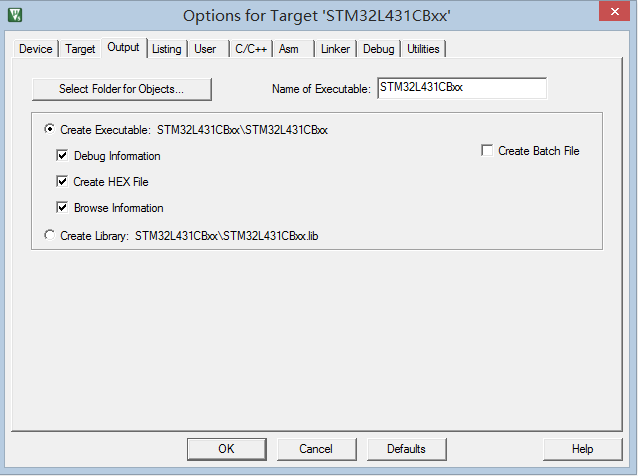 Options for Target 'STM32L431CBxx'
Device Target Output Listing User C/C++ Asm Linker Debug Utilities
Select Folder for Objects... Name of Executable: STM32L431CBxx
Create Executable: STM32L431CBxx\STM32L431CBxx
Debug Information
Create Batch File
Create HEX File
Browse Information
Create Library: STM32L431CBxx\STM32L431CBxx.lib
OK Cancel Defaults Help